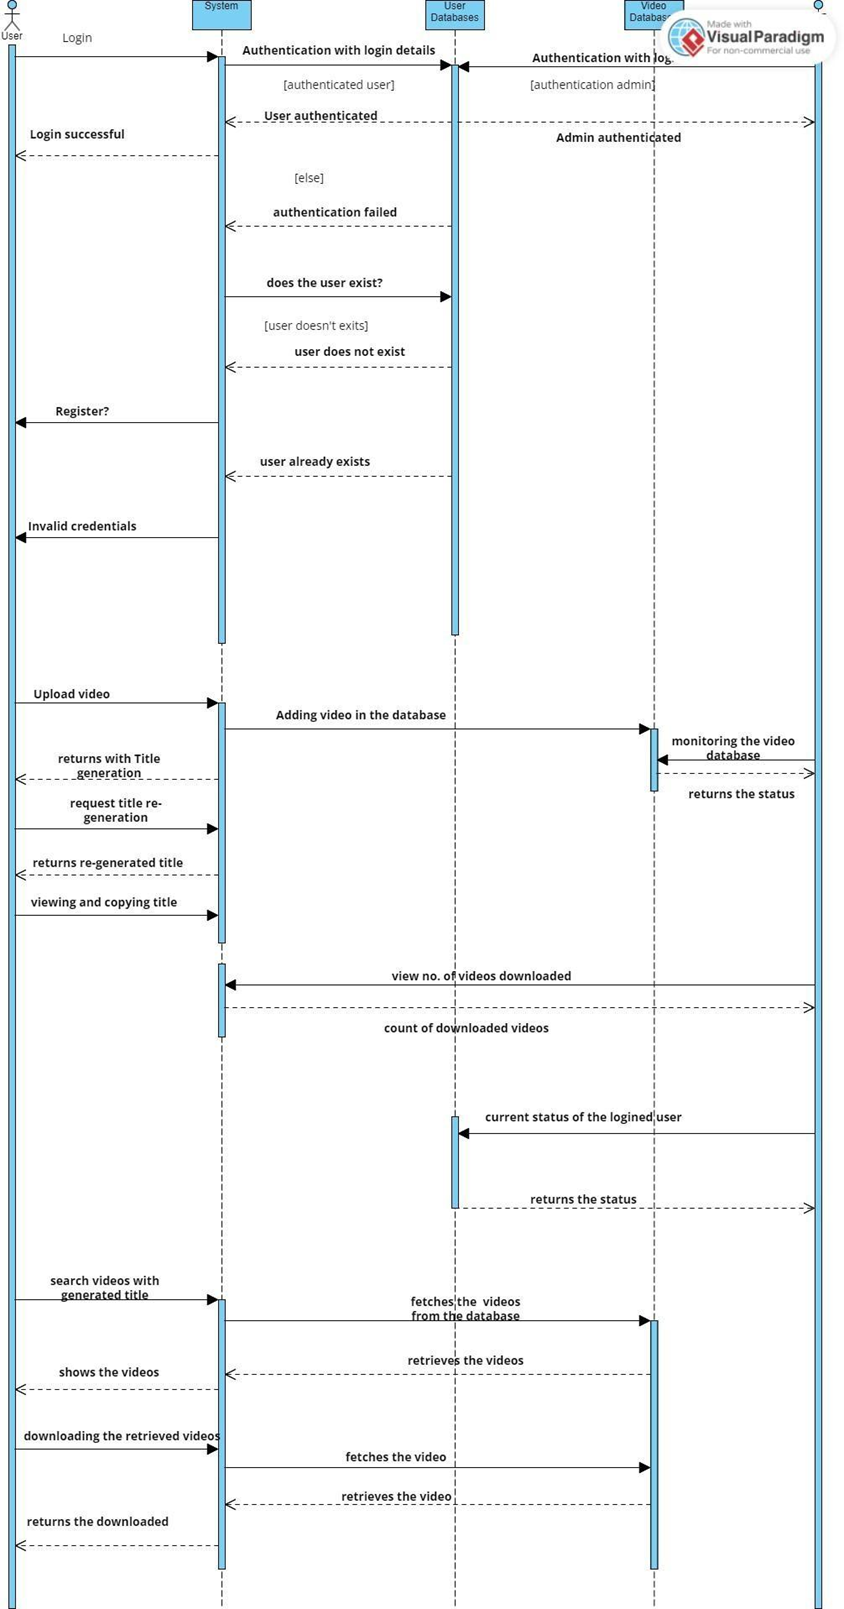 System
User
Databases
Video
Made with
VisualParadigm
For non-commercial use
User
Login
Authentication with login details
Authentication with
[authenticated user]
[authentication admin]
User authenticated
Login successful
Admin authenticated
[else]
authentication failed
does the user exist?
[user doesn't exits]
user does not exist
Register?
user already exists
Invalid credentials
Upload video
Adding video in the database
monitoring the video
database
returns with Title
generation
returns the status
request title re-
generation
returns re-generated title
viewing and copying title
view no. of videos downloaded
count of downloaded videos
current status of the logined user
returns the status
search videos with
generated title
fetches the videos
from the database
retrieves the videos
shows the videos
downloading the retrieved videos
fetches the video
retrieves the video
returns the downloaded